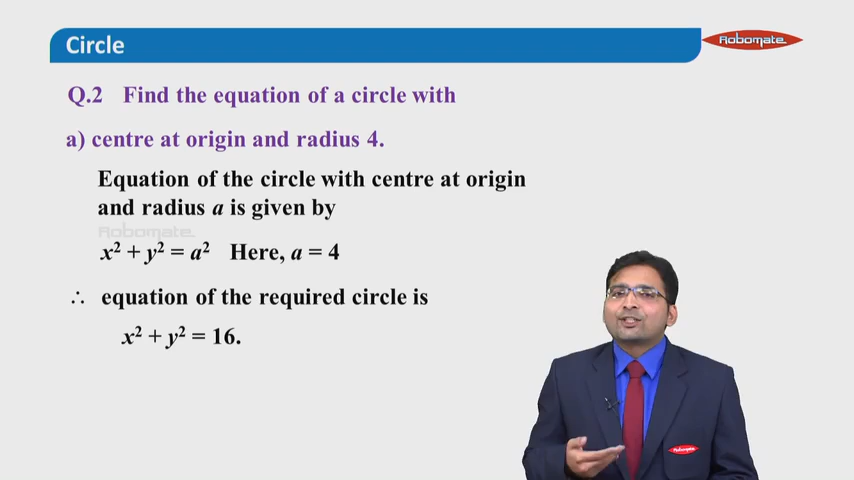 Circle
Robomate
Q.2 Find the equation of a circle with
a) centre at origin and radius 4.
Equation of the circle with centre at origin
and radius a is given by
Robomate
x² + y² = a² Here, a = 4
∴ equation of the required circle is
x² + y² = 16.
Robomate